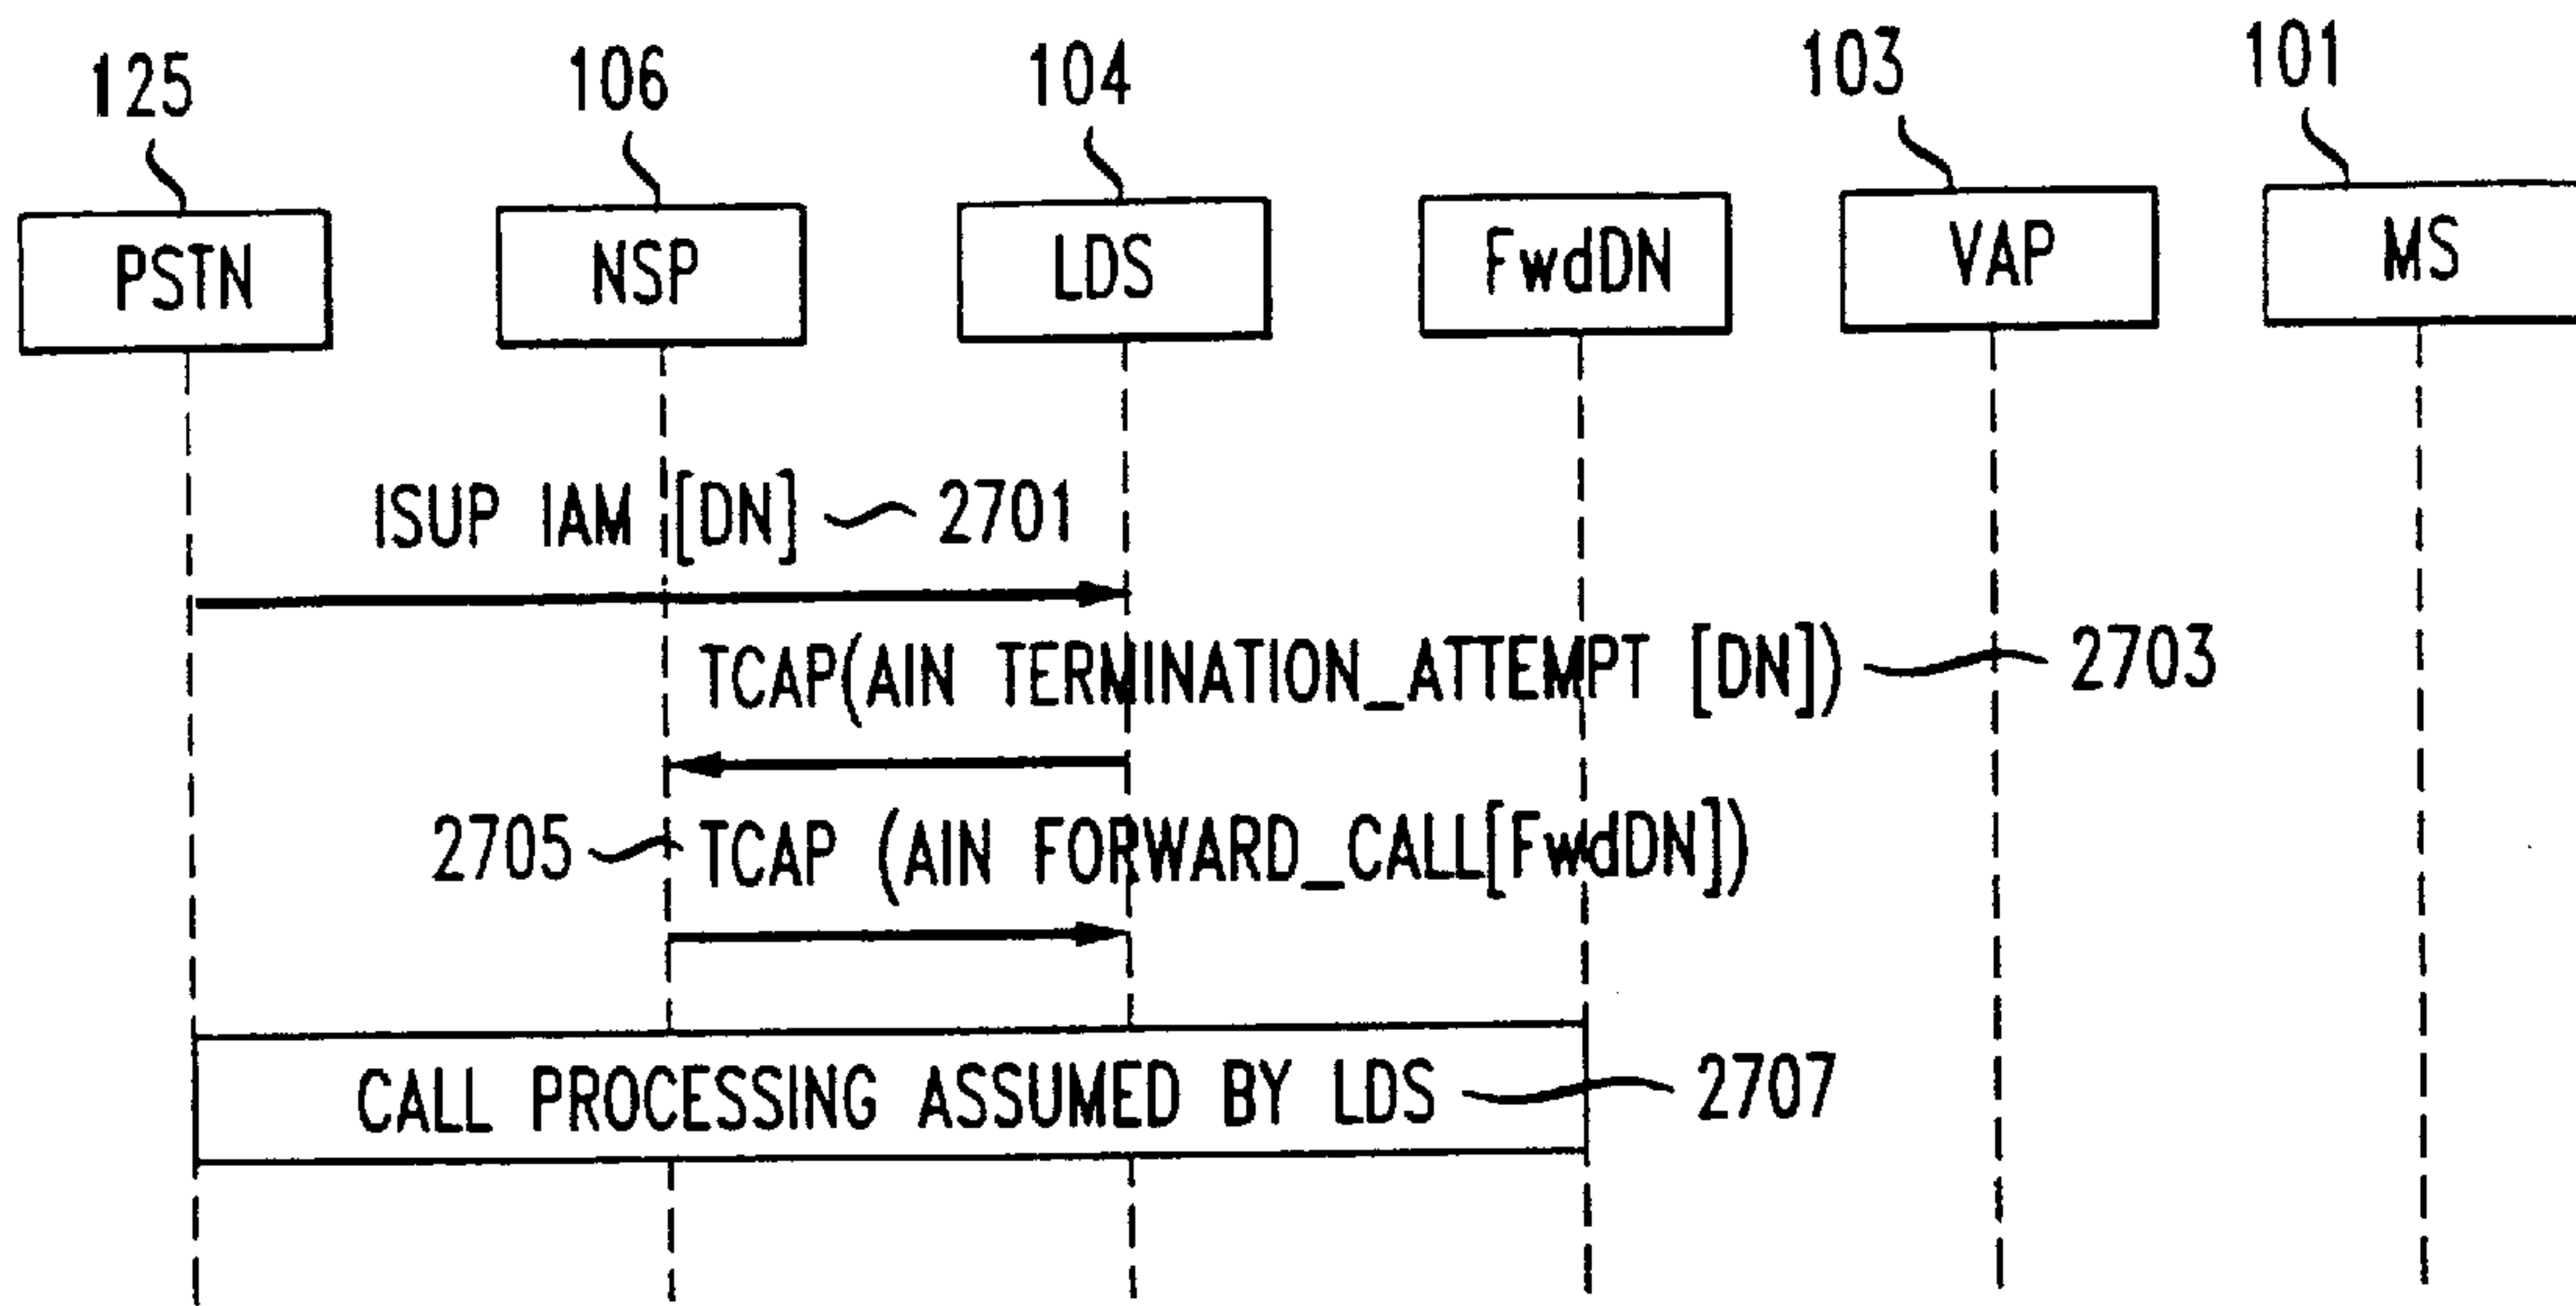 125 106 104 103 101
PSTN NSP LDS FwdDN VAP MS
ISUP IAM [DN] 2701
TCAP(AIN TERMINATION_ATTEMPT [DN]) 2703
2705 TCAP (AIN FORWARD_CALL[FwdDN])
CALL PROCESSING ASSUMED BY LDS 2707